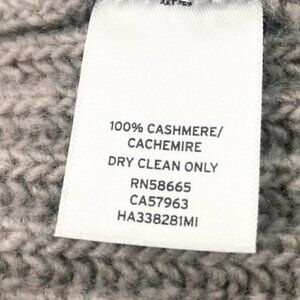 100% CASHMERE/
CACHEMIRE
DRY CLEAN ONLY
RN58665
CA57963
HA338281MI